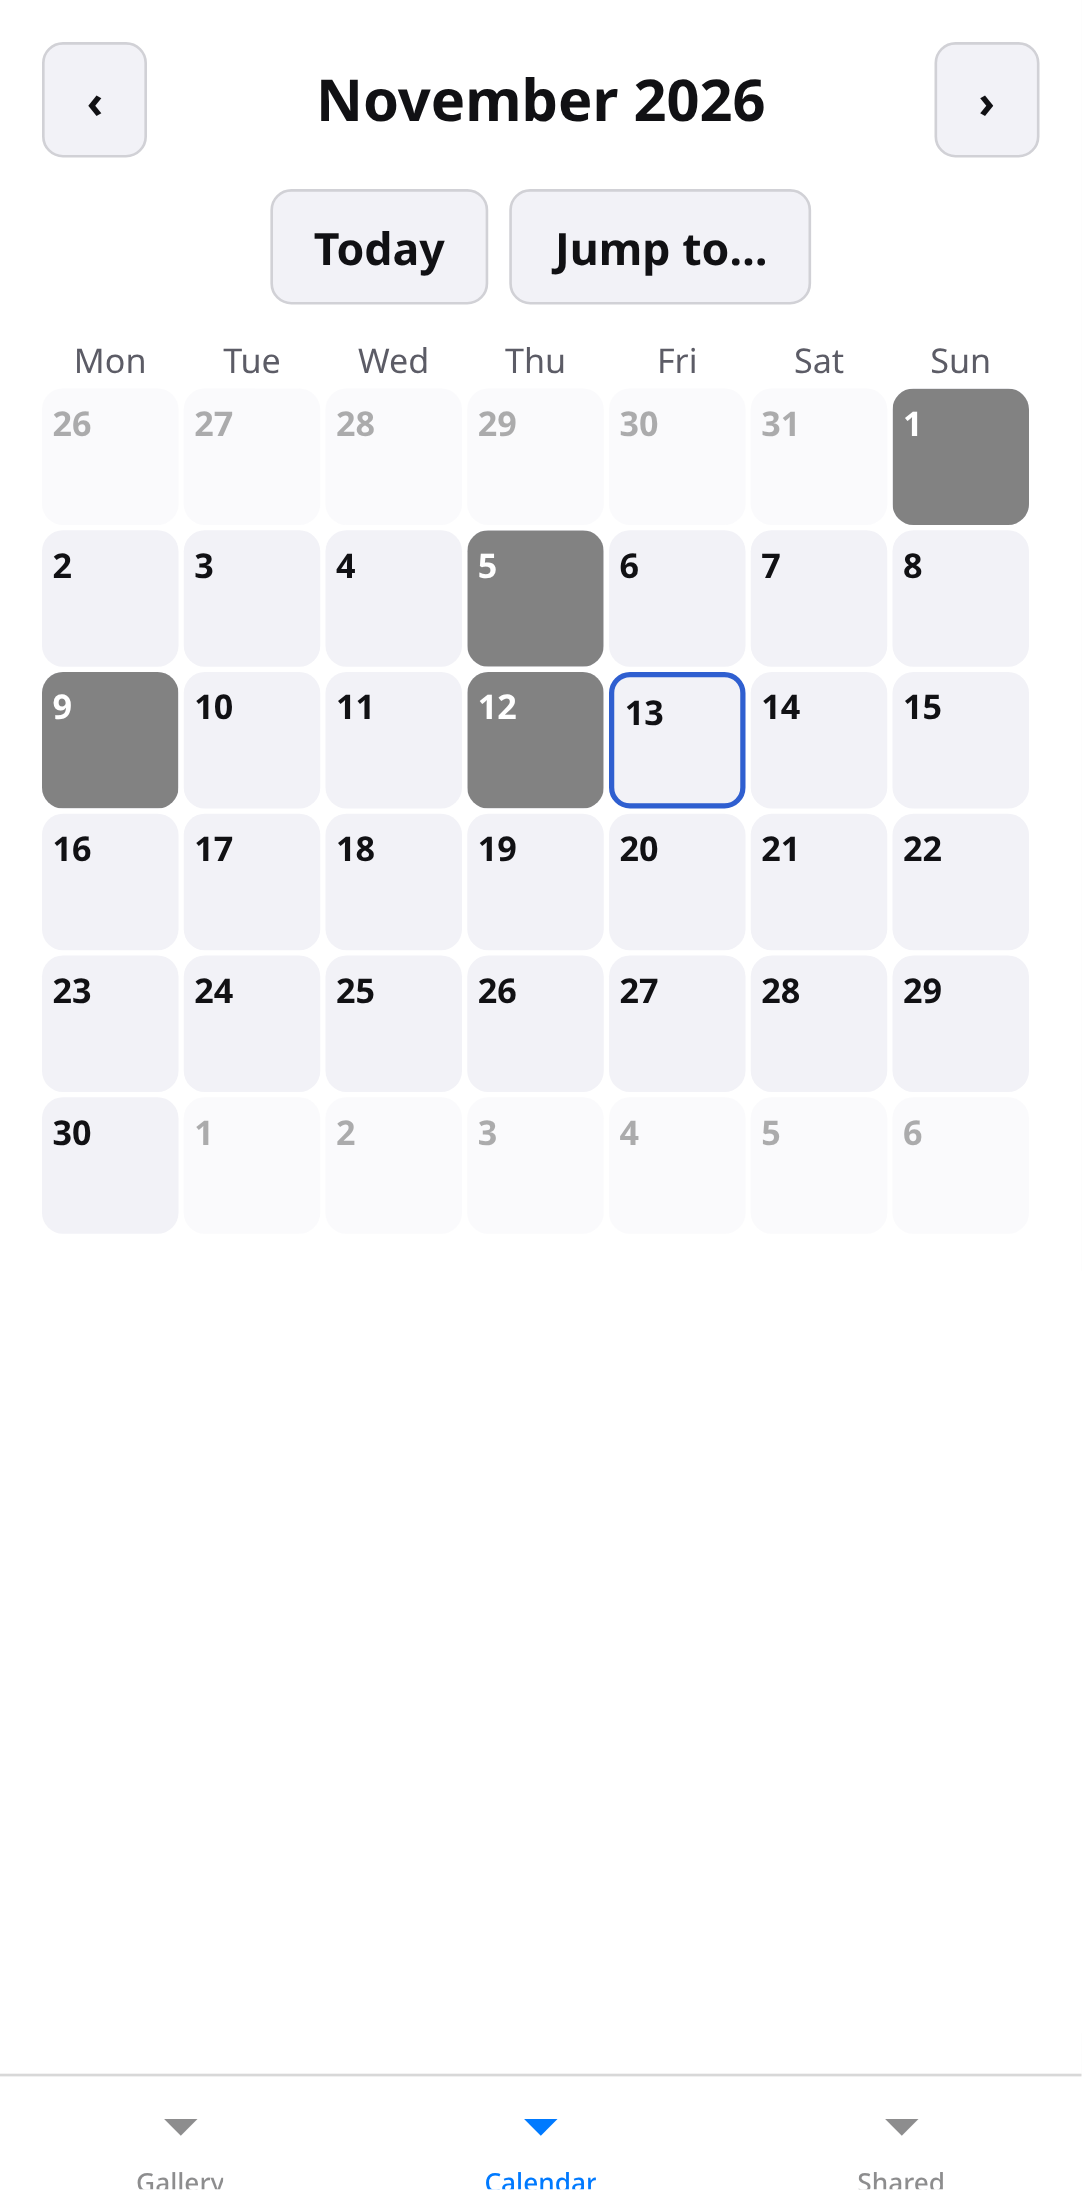 ‹ November 2026 ›
Today Jump to...
Mon Tue Wed Thu Fri Sat Sun
26 27 28 29 30 31 1
2 3 4 5 6 7 8
9 10 11 12 13 14 15
16 17 18 19 20 21 22
23 24 25 26 27 28 29
30 1 2 3 4 5 6
Gallery Calendar Shared